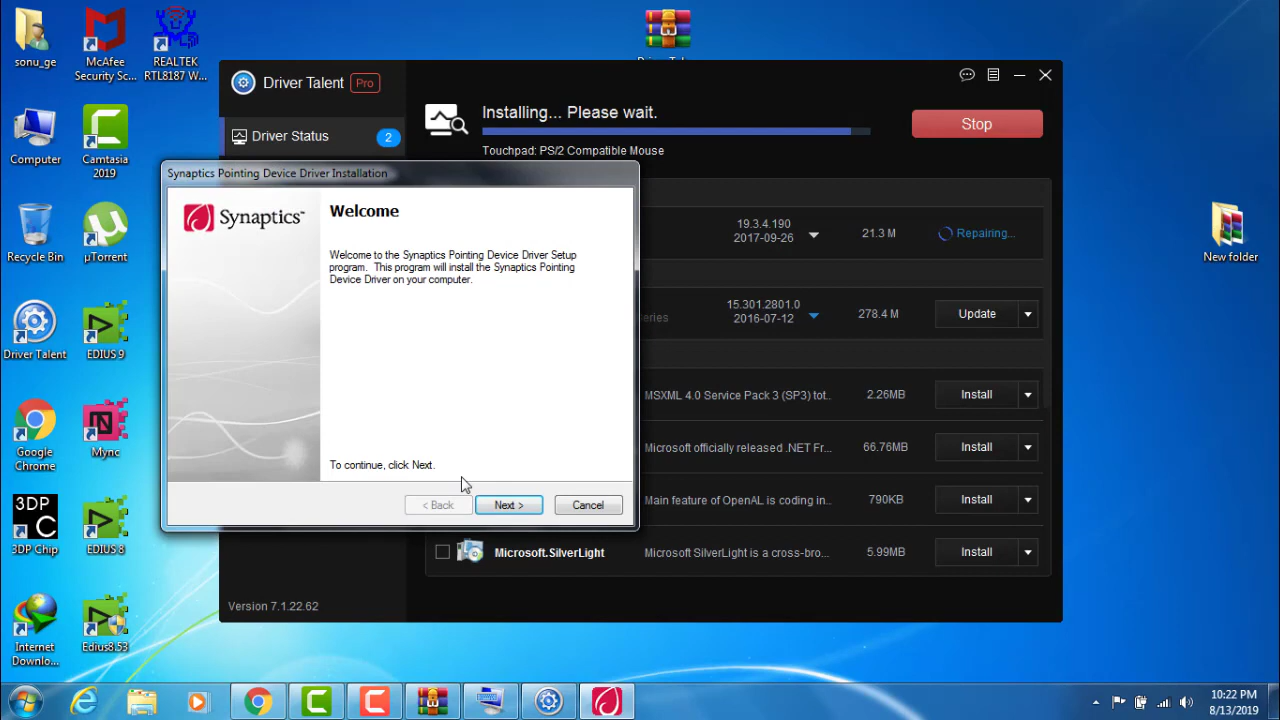 sonu_ge
McAfee
Security Sc...
REALTEK
RTL8187 W...
Computer
Camtasia
2019
Recycle Bin
µTorrent
Driver Talent
EDIUS 9
Google
Chrome
Mync
3DP
C
3DP Chip
EDIUS 8
Internet
Downlo...
Edius8.53
New folder
Driver Talent Pro
Driver Status 2
Installing... Please wait.
Stop
Touchpad: PS/2 Compatible Mouse
19.3.4.190
2017-09-26
21.3 M
Repairing...
15.301.2801.0
2016-07-12
278.4 M
Update
MSXML 4.0 Service Pack 3 (SP3) tot.. 2.26MB Install
Microsoft officially released .NET Fr... 66.76MB Install
Main feature of OpenAL is coding in... 790KB Install
Microsoft.SilverLight Microsoft SilverLight is a cross-bro... 5.99MB Install
Version 7.1.22.62
Synaptics Pointing Device Driver Installation
Synaptics
Welcome
Welcome to the Synaptics Pointing Device Driver Setup
program. This program will install the Synaptics Pointing
Device Driver on your computer.
To continue, click Next.
< Back Next > Cancel
10:22 PM
8/13/2019